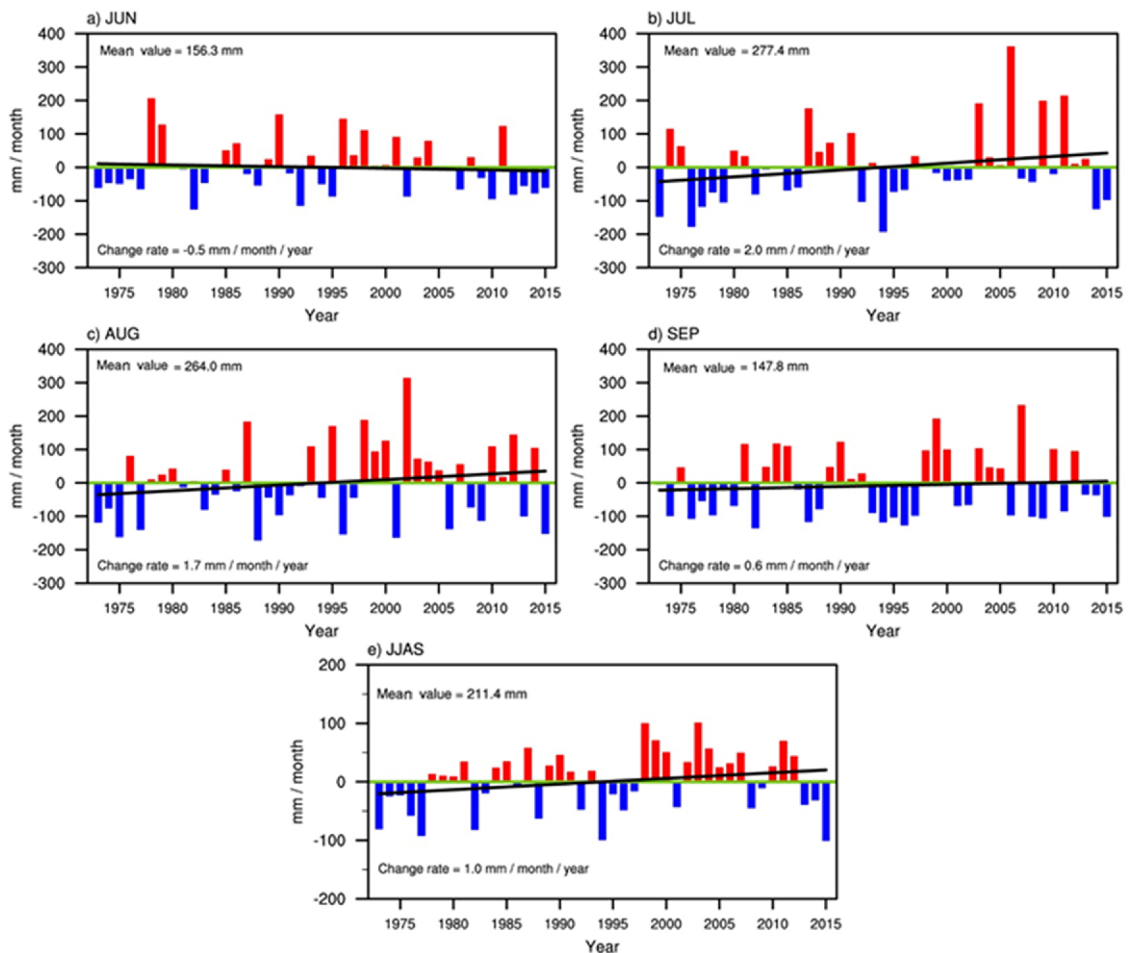 a) JUN
400
300
200
100
0
-100
-200
-300
mm / month
Mean value = 156.3 mm
Change rate = -0.5 mm / month / year
1975 1980 1985 1990 1995 2000 2005 2010 2015
Year
b) JUL
400
300
200
100
0
-100
-200
-300
mm / month
Mean value = 277.4 mm
Change rate = 2.0 mm / month / year
1975 1980 1985 1990 1995 2000 2005 2010 2015
Year
c) AUG
400
300
200
100
0
-100
-200
-300
mm / month
Mean value = 264.0 mm
Change rate = 1.7 mm / month / year
1975 1980 1985 1990 1995 2000 2005 2010 2015
Year
d) SEP
400
300
200
100
0
-100
-200
-300
mm / month
Mean value = 147.8 mm
Change rate = 0.6 mm / month / year
1975 1980 1985 1990 1995 2000 2005 2010 2015
Year
e) JJAS
200
100
0
-100
-200
mm / month
Mean value = 211.4 mm
Change rate = 1.0 mm / month / year
1975 1980 1985 1990 1995 2000 2005 2010 2015
Year